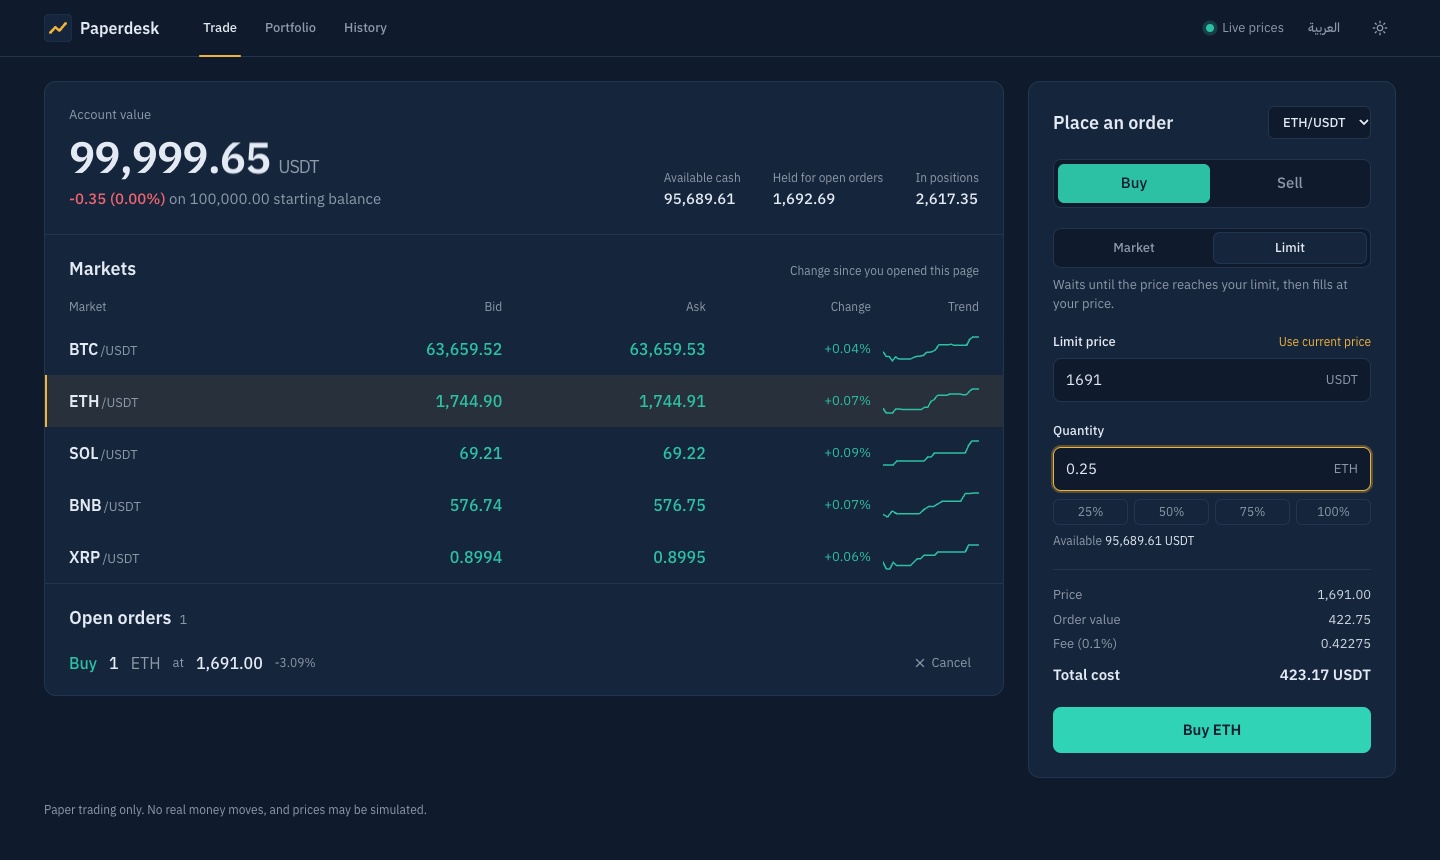 Paperdesk Trade Portfolio History Live prices العربية
Account value
99,999.65 USDT
-0.35 (0.00%) on 100,000.00 starting balance
Available cash Held for open orders In positions
95,689.61 1,692.69 2,617.35
Markets
Change since you opened this page
Market Bid Ask Change Trend
BTC/USDT 63,659.52 63,659.53 +0.04%
ETH/USDT 1,744.90 1,744.91 +0.07%
SOL/USDT 69.21 69.22 +0.09%
BNB/USDT 576.74 576.75 +0.07%
XRP/USDT 0.8994 0.8995 +0.06%
Open orders 1
Buy 1 ETH at 1,691.00 -3.09% Cancel
Place an order ETH/USDT
Buy Sell
Market Limit
Waits until the price reaches your limit, then fills at
your price.
Limit price Use current price
1691 USDT
Quantity
0.25 ETH
25% 50% 75% 100%
Available 95,689.61 USDT
Price 1,691.00
Order value 422.75
Fee (0.1%) 0.42275
Total cost 423.17 USDT
Buy ETH
Paper trading only. No real money moves, and prices may be simulated.